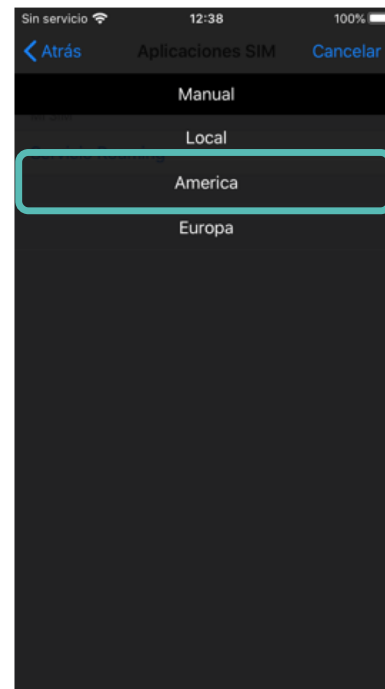 Sin servicio 12:38 100%
Atrás Aplicaciones SIM Cancelar
Manual
Local
America
Europa